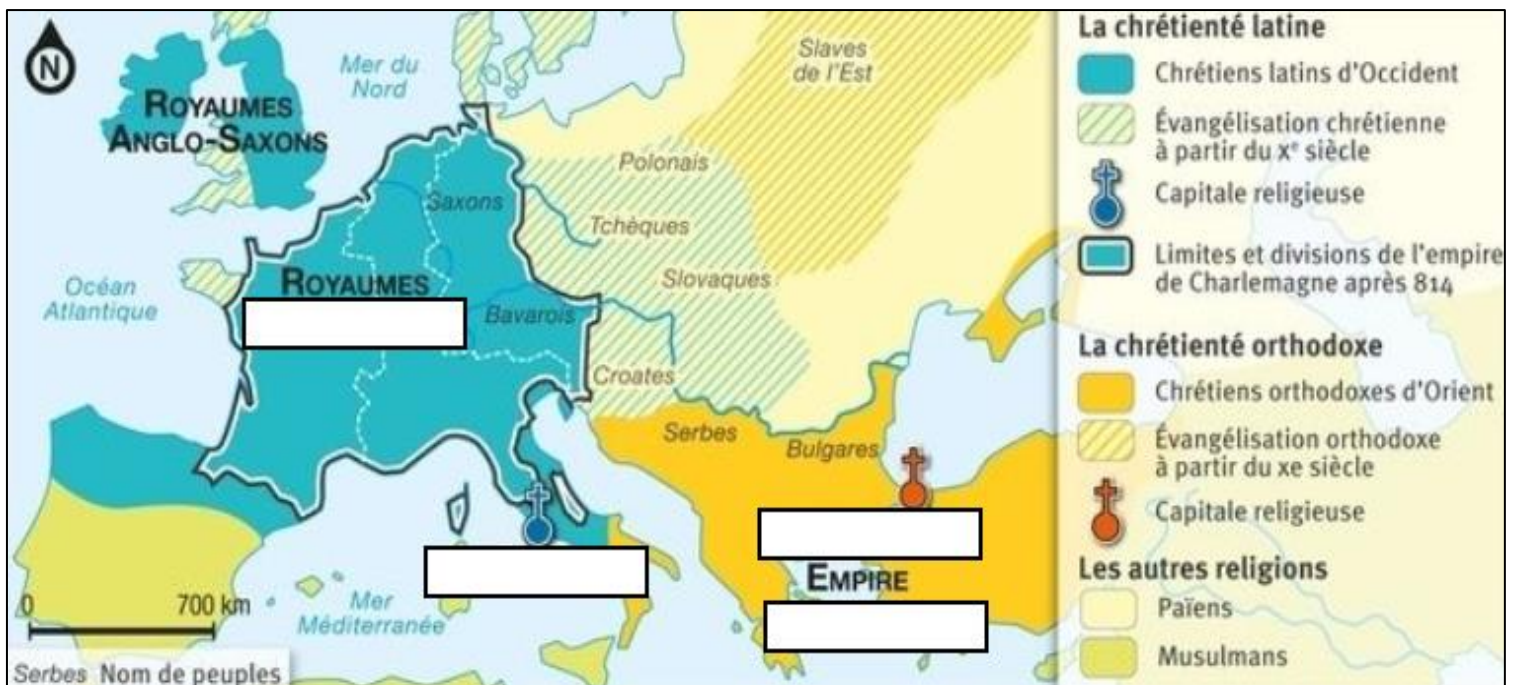 N
Mer du
Nord
ROYAUMES
ANGLO-SAXONS
Slaves
de l'Est
Polonais
Saxons
Tchèques
Slovaques
Océan
Atlantique
ROYAUMES
Bavarois
Croates
Serbes
Bulgares
EMPIRE
Mer
Méditerranée
0 700 km
Serbes Nom de peuples
La chrétienté latine
Chrétiens latins d'Occident
Évangélisation chrétienne
à partir du Xe siècle
Capitale religieuse
Limites et divisions de l'empire
de Charlemagne après 814
La chrétienté orthodoxe
Chrétiens orthodoxes d'Orient
Évangélisation orthodoxe
à partir du xe siècle
Capitale religieuse
Les autres religions
Païens
Musulmans